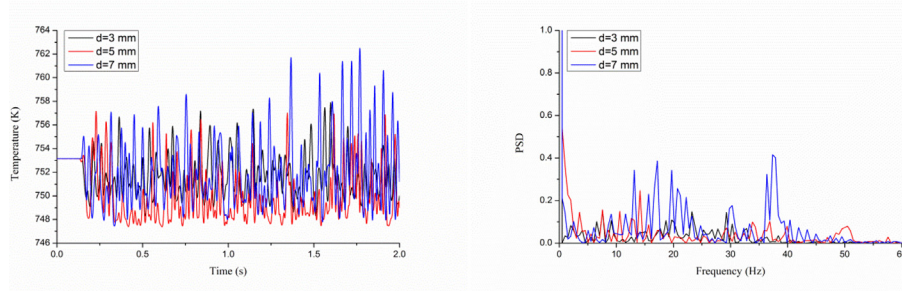 764
762
760
758
756
754
752
750
748
746
Temperature (K)
d=3 mm
d=5 mm
d=7 mm
0.0
0.5
1.0
1.5
2.0
Time (s)
1.0
0.8
0.6
0.4
0.2
0.0
PSD
d=3 mm
d=5 mm
d=7 mm
0
10
20
30
40
50
60
Frequency (Hz)